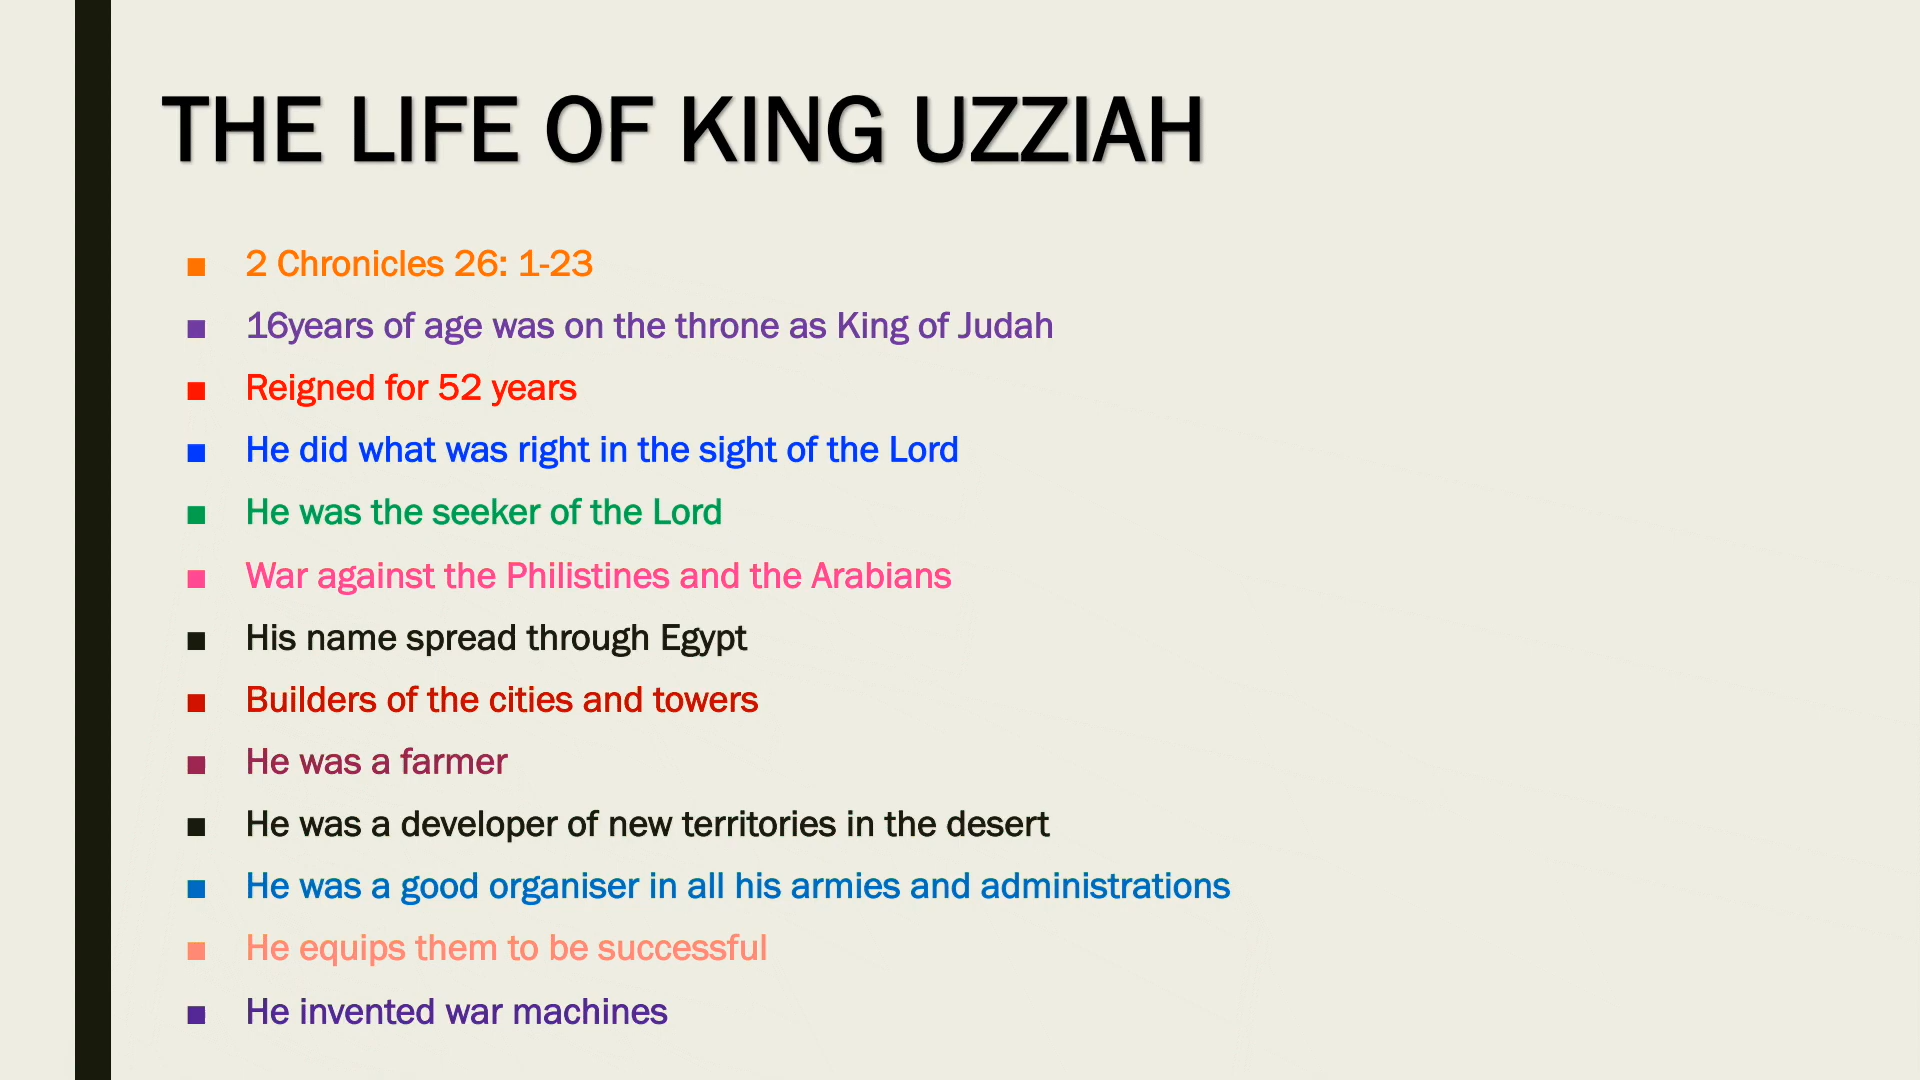 THE LIFE OF KING UZZIAH
■ 2 Chronicles 26: 1-23
■ 16years of age was on the throne as King of Judah
■ Reigned for 52 years
■ He did what was right in the sight of the Lord
■ He was the seeker of the Lord
■ War against the Philistines and the Arabians
■ His name spread through Egypt
■ Builders of the cities and towers
■ He was a farmer
■ He was a developer of new territories in the desert
■ He was a good organiser in all his armies and administrations
■ He equips them to be successful
■ He invented war machines